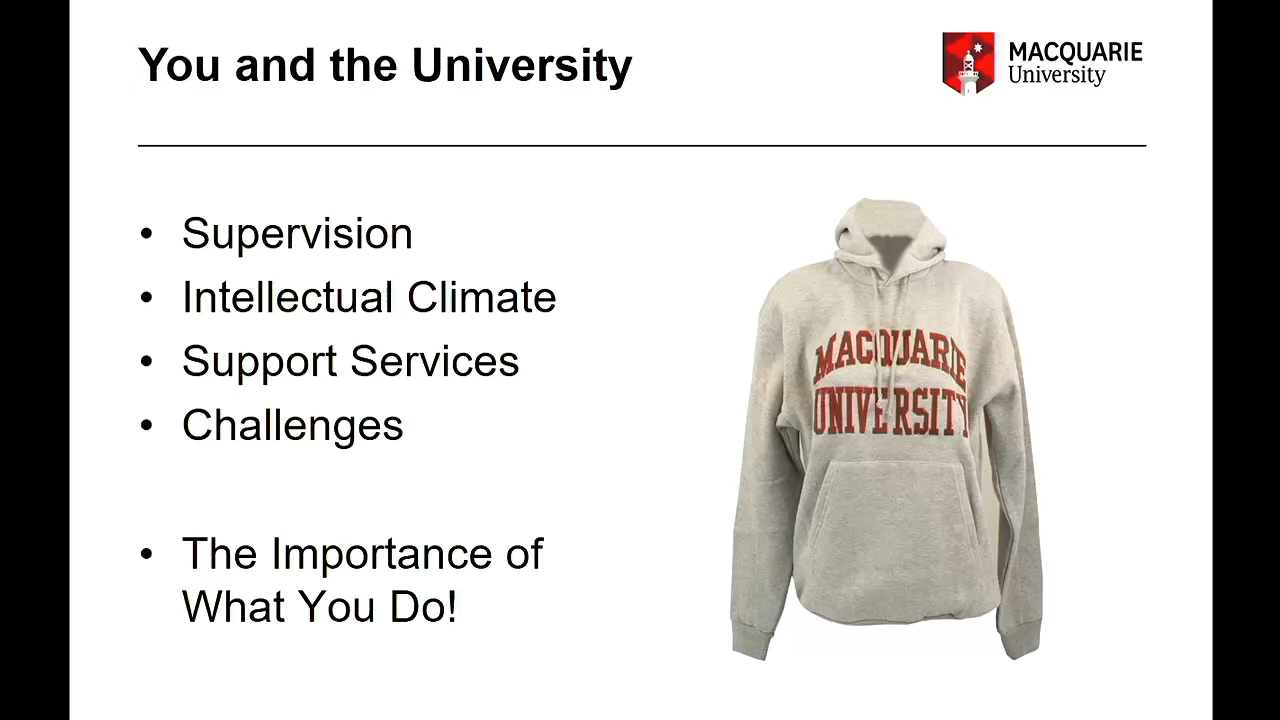 You and the University
MACQUARIE
University
• Supervision
• Intellectual Climate
• Support Services
• Challenges
• The Importance of
What You Do!
MACQUARIE
UNIVERSITY